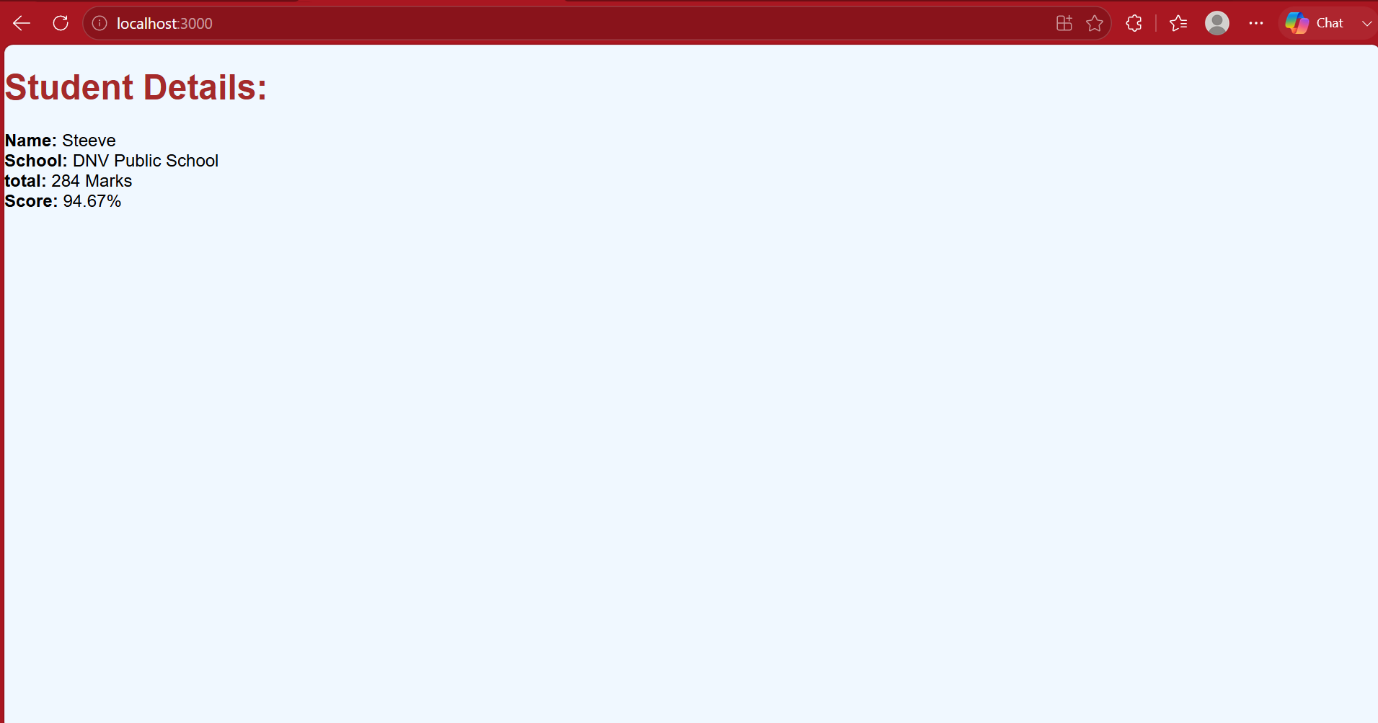 localhost:3000
Chat
Student Details:
Name: Steeve
School: DNV Public School
total: 284 Marks
Score: 94.67%